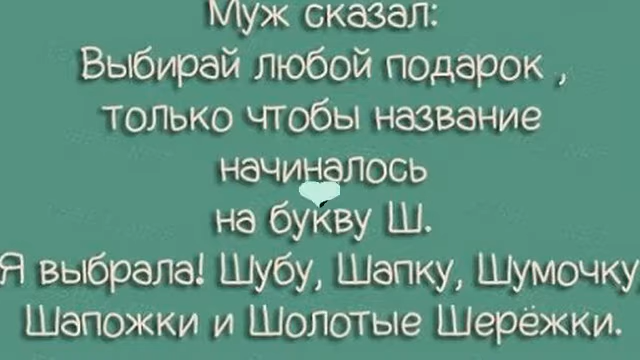 Муж сказал:
Выбирай любой подарок ,
только чтобы название
начиналось
на букву Ш.
Я выбрала! Шубу, Шапку, Шумочку
Шапожки и Шолотые Шерёжки.